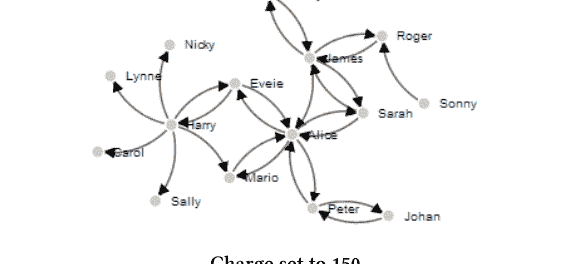 Nicky
Roger
James
Lynne
Eveie
Sonny
Sarah
Harry
Alice
Carol
Mario
Sally
Peter
Johan
Charge set to 150